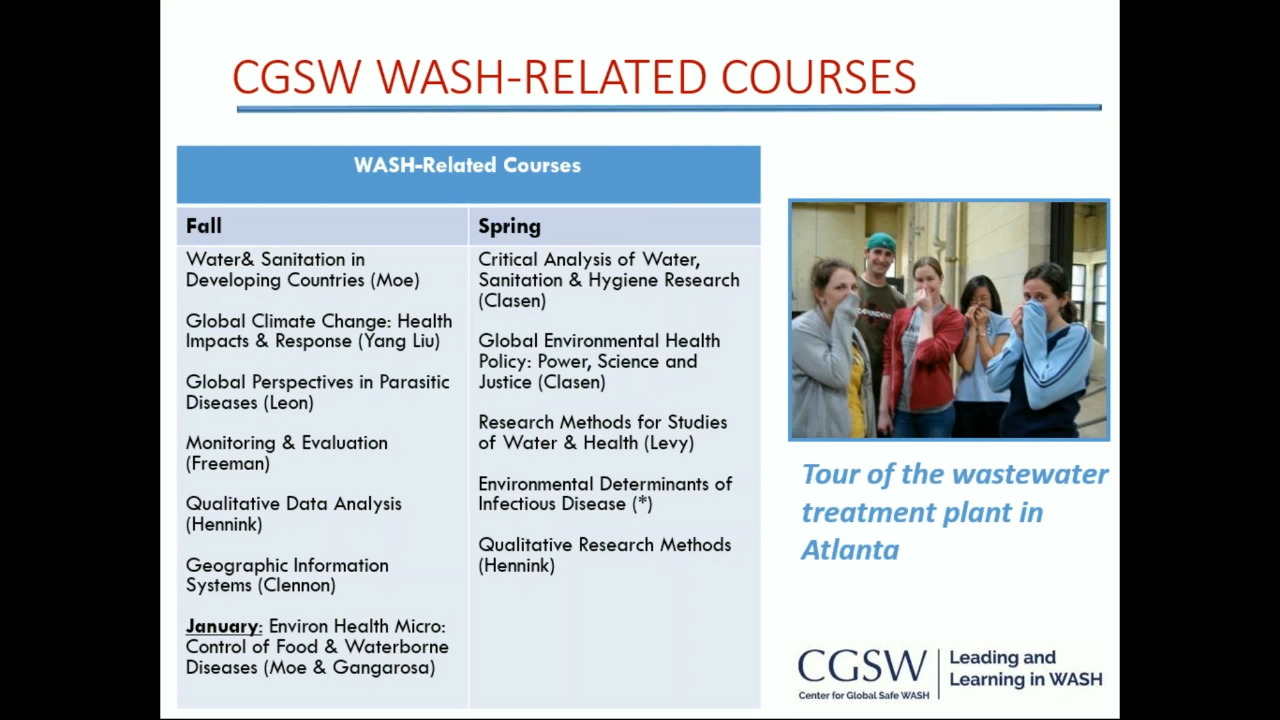 CGSW WASH-RELATED COURSES
WASH-Related Courses
Fall
Water& Sanitation in
Developing Countries (Moe)
Global Climate Change: Health
Impacts & Response (Yang Liu)
Global Perspectives in Parasitic
Diseases (Leon)
Monitoring & Evaluation
(Freeman)
Qualitative Data Analysis
(Hennink)
Geographic Information
Systems (Clennon)
January: Environ Health Micro:
Control of Food & Waterborne
Diseases (Moe & Gangarosa)
Spring
Critical Analysis of Water,
Sanitation & Hygiene Research
(Clasen)
Global Environmental Health
Policy: Power, Science and
Justice (Clasen)
Research Methods for Studies
of Water & Health (Levy)
Environmental Determinants of
Infectious Disease (*)
Qualitative Research Methods
(Hennink)
Tour of the wastewater
treatment plant in
Atlanta
CGSW
Center for Global Safe WASH
Leading and
Learning in WASH